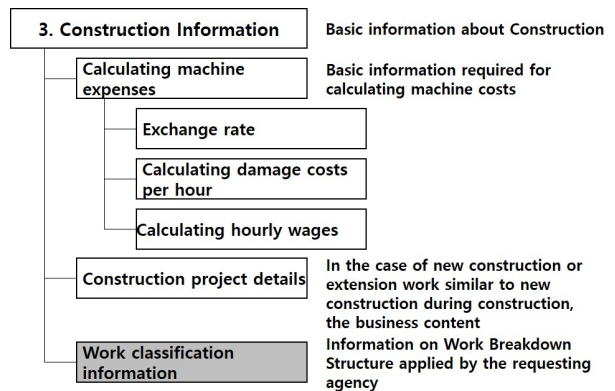 3. Construction Information
Basic information about Construction
Calculating machine
expenses
Basic information required for
calculating machine costs
Exchange rate
Calculating damage costs
per hour
Calculating hourly wages
Construction project details
In the case of new construction or
extension work similar to new
construction during construction,
the business content
Work classification
information
Information on Work Breakdown
Structure applied by the requesting
agency